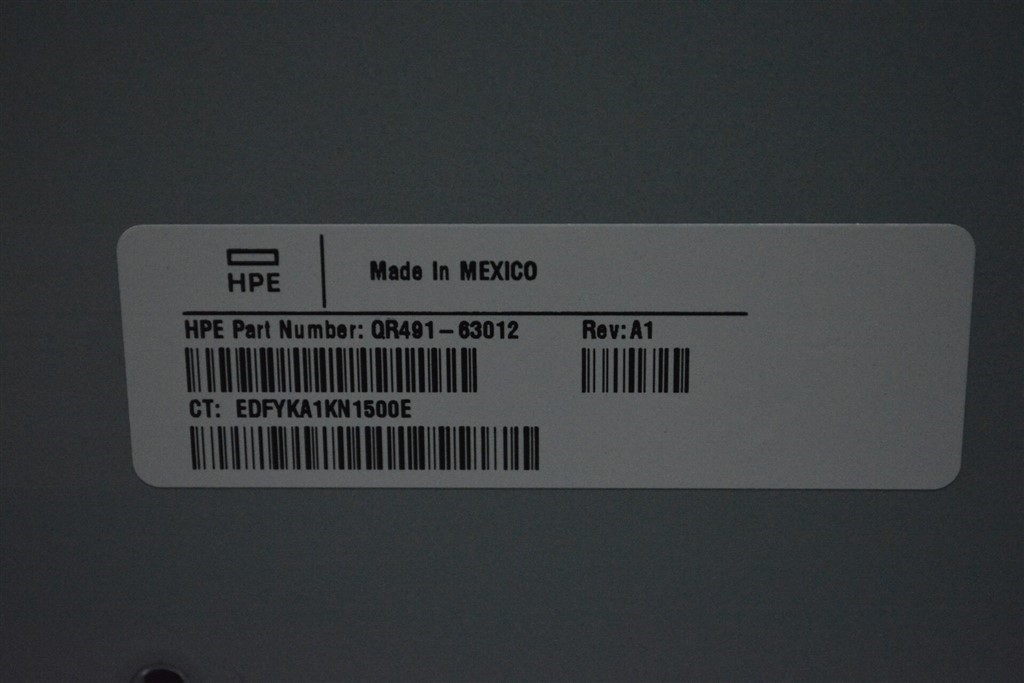 HPE
Made In MEXICO
HPE Part Number: QR491-63012 Rev:A1
CT: EDFYKA1KN1500E